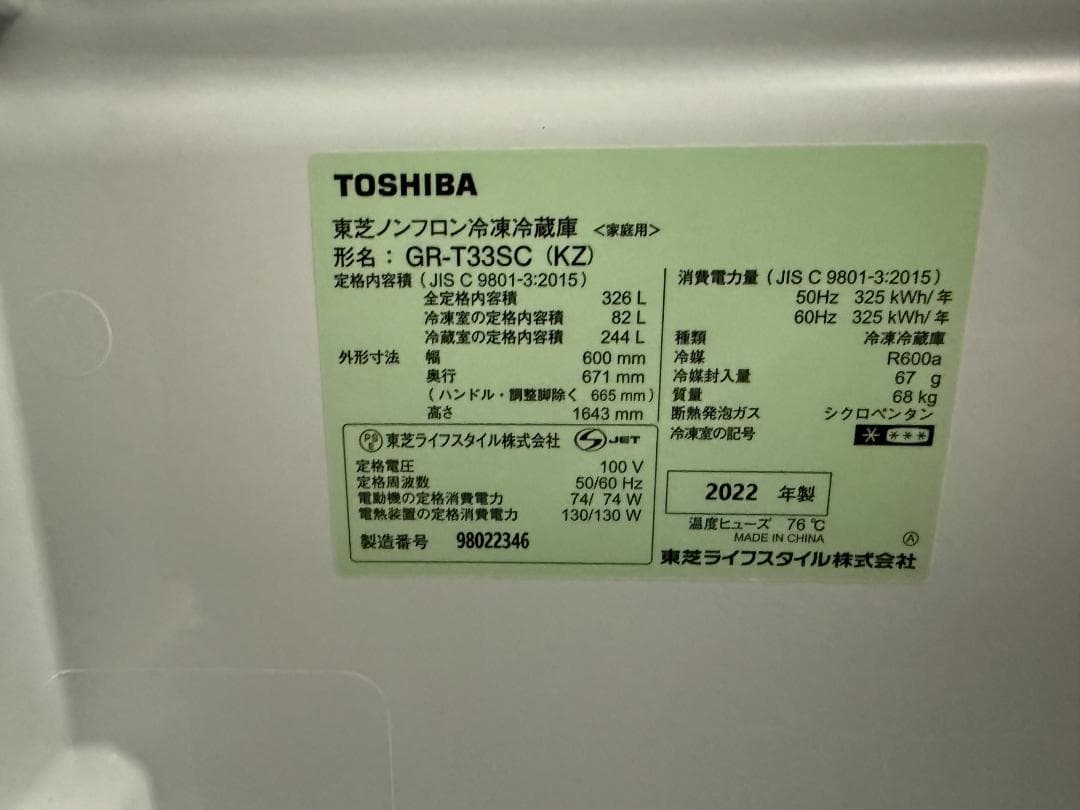 TOSHIBA
東芝ノンフロン冷凍冷蔵庫 <家庭用>
形名：GR-T33SC (KZ)
定格内容積 (JIS C 9801-3:2015)
全定格内容積 326 L
冷凍室の定格内容積 82 L
冷蔵室の定格内容積 244 L
外形寸法 幅 600 mm
奥行 671 mm
(ハンドル・調整脚除く 665 mm)
高さ 1643 mm
PS E 東芝ライフスタイル株式会社 JET
定格電圧 100 V
定格周波数 50/60 Hz
電動機の定格消費電力 74/ 74 W
電熱装置の定格消費電力 130/130 W
製造番号 98022346
消費電力量 (JIS C 9801-3:2015)
50Hz 325 kWh/年
60Hz 325 kWh/年
種類 冷凍冷蔵庫
冷媒 R600a
冷媒封入量 67 g
質量 68 kg
断熱発泡ガス シクロペンタン
冷凍室の記号 * ***
2022 年製
温度ヒューズ 76 ℃
MADE IN CHINA Ⓐ
東芝ライフスタイル株式会社